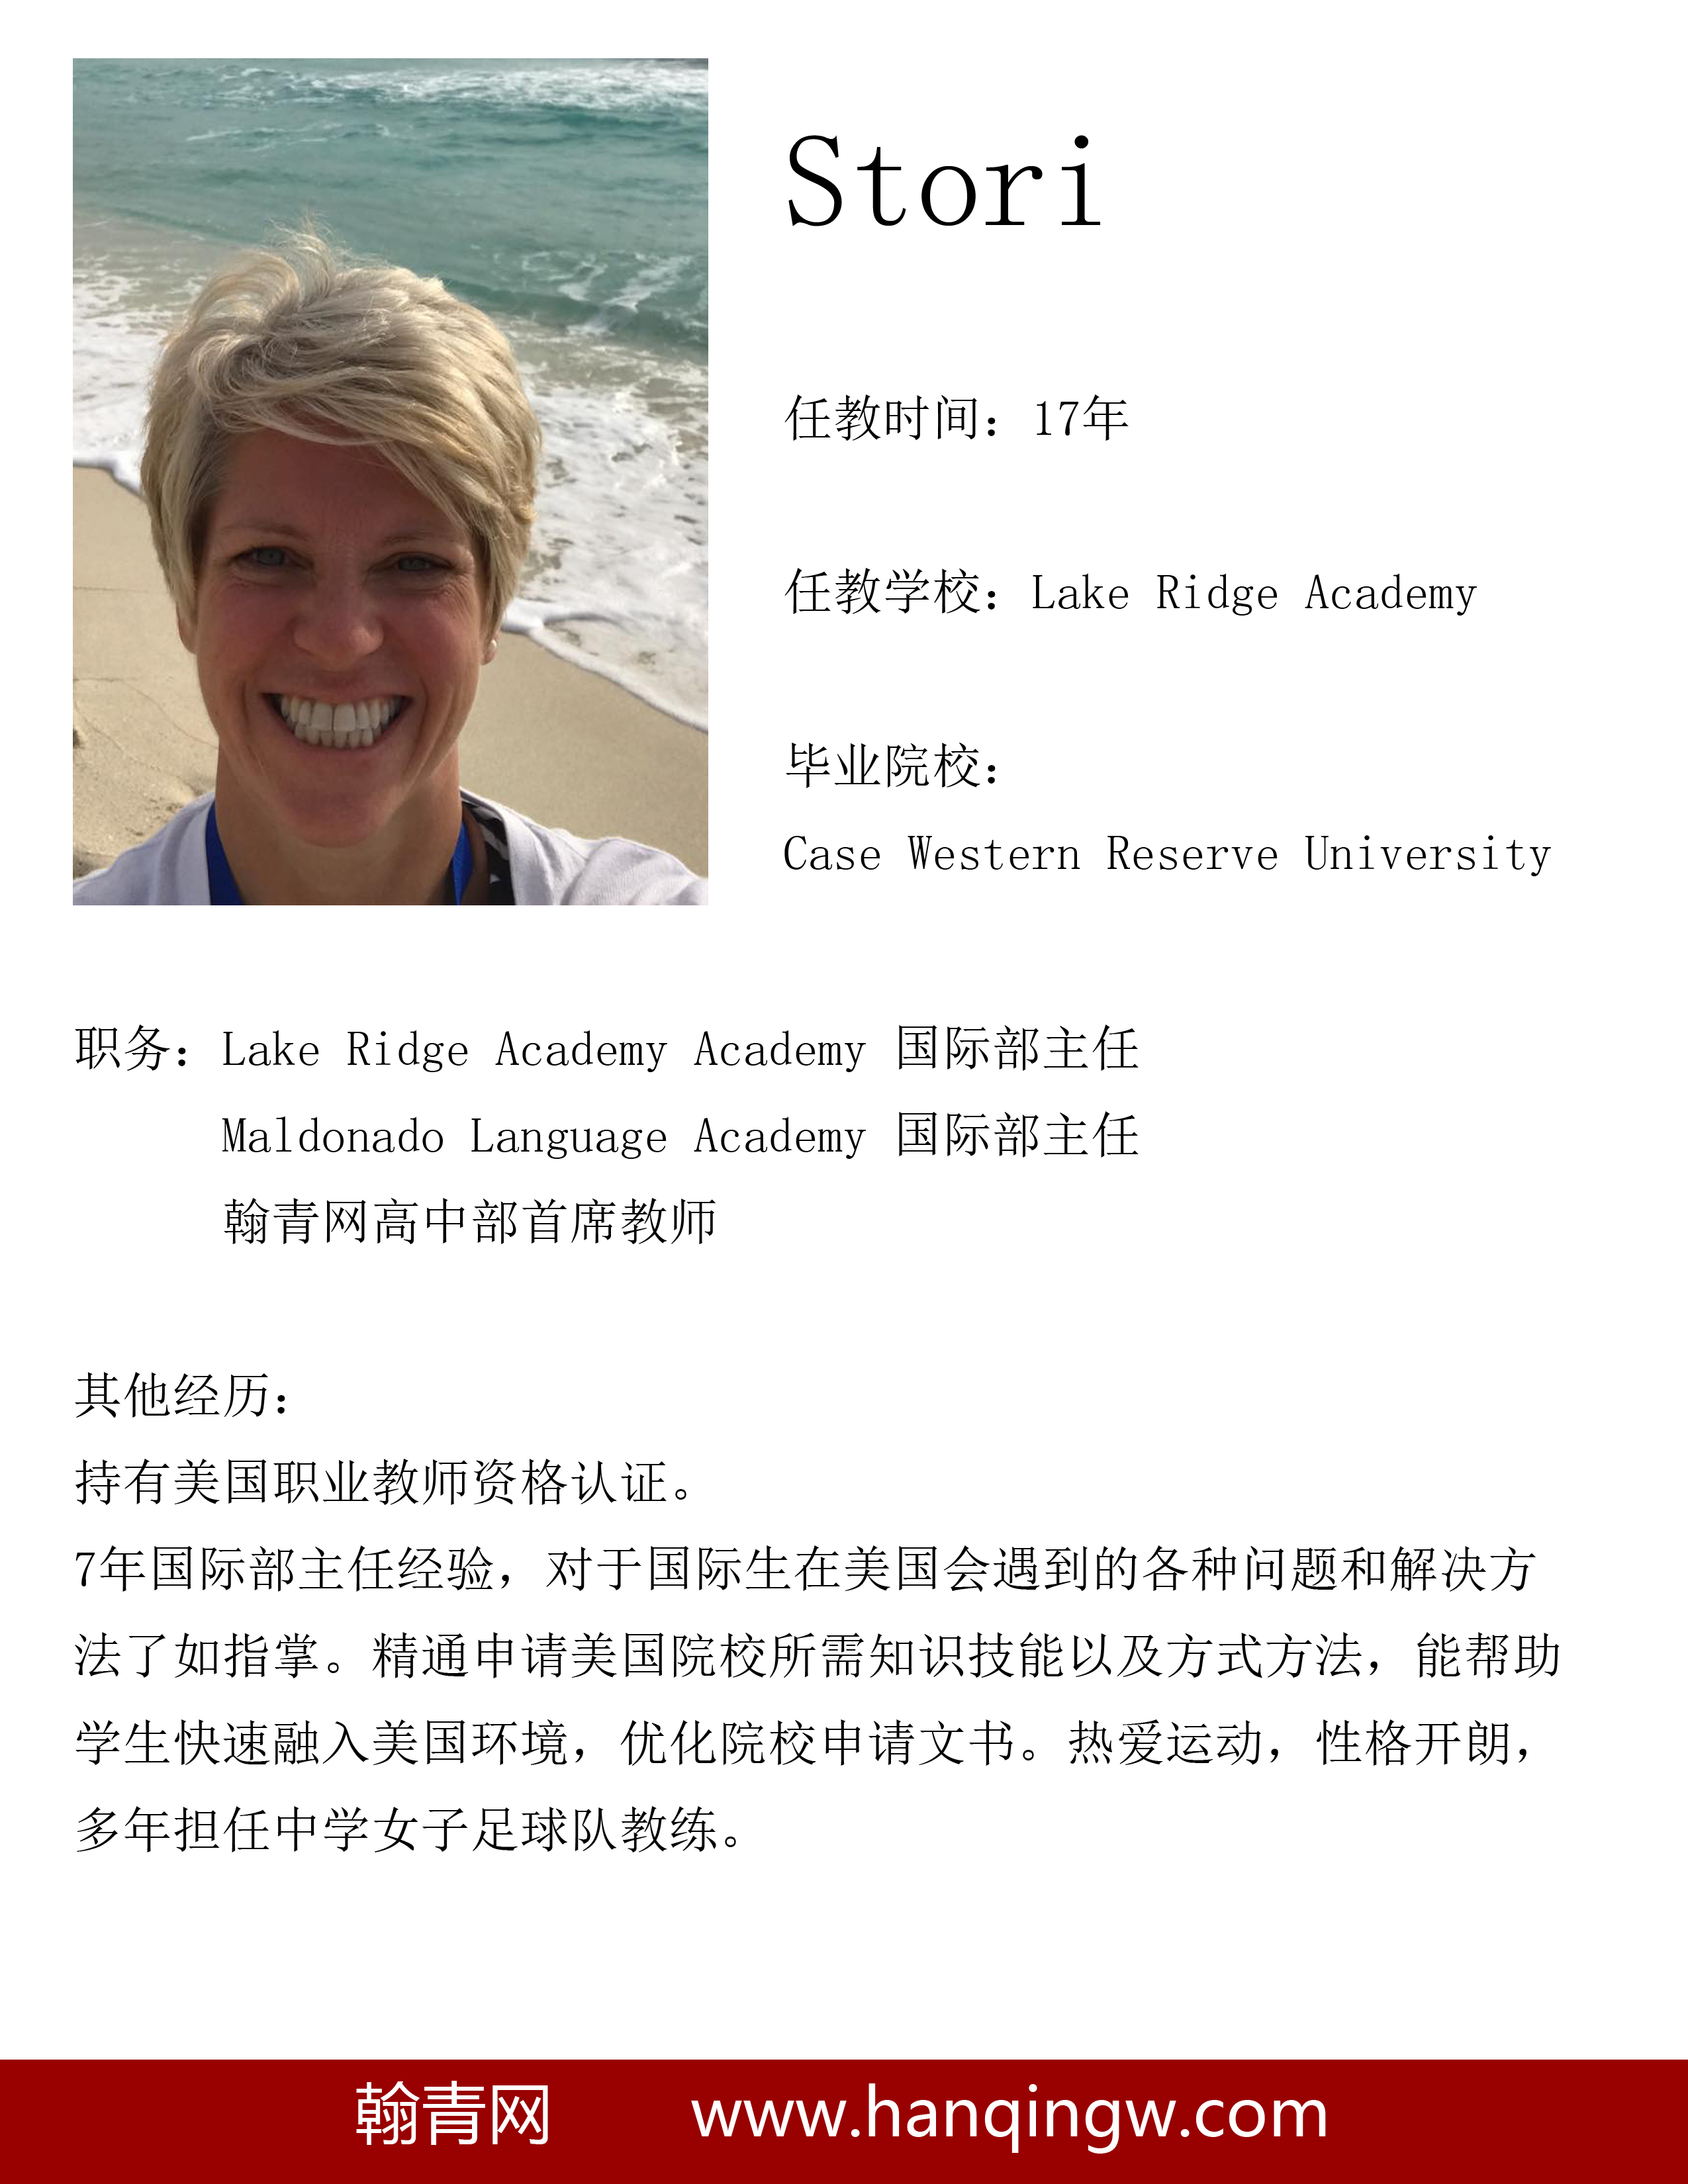 Stori
任教时间：17年
任教学校：Lake Ridge Academy
毕业院校：
Case Western Reserve University
职务：Lake Ridge Academy Academy 国际部主任
Maldonado Language Academy 国际部主任
翰青网高中部首席教师
其他经历：
持有美国职业教师资格认证。
7年国际部主任经验，对于国际生在美国会遇到的各种问题和解决方
法了如指掌。精通申请美国院校所需知识技能以及方式方法，能帮助
学生快速融入美国环境，优化院校申请文书。热爱运动，性格开朗，
多年担任中学女子足球队教练。
翰青网 www.hanqingw.com